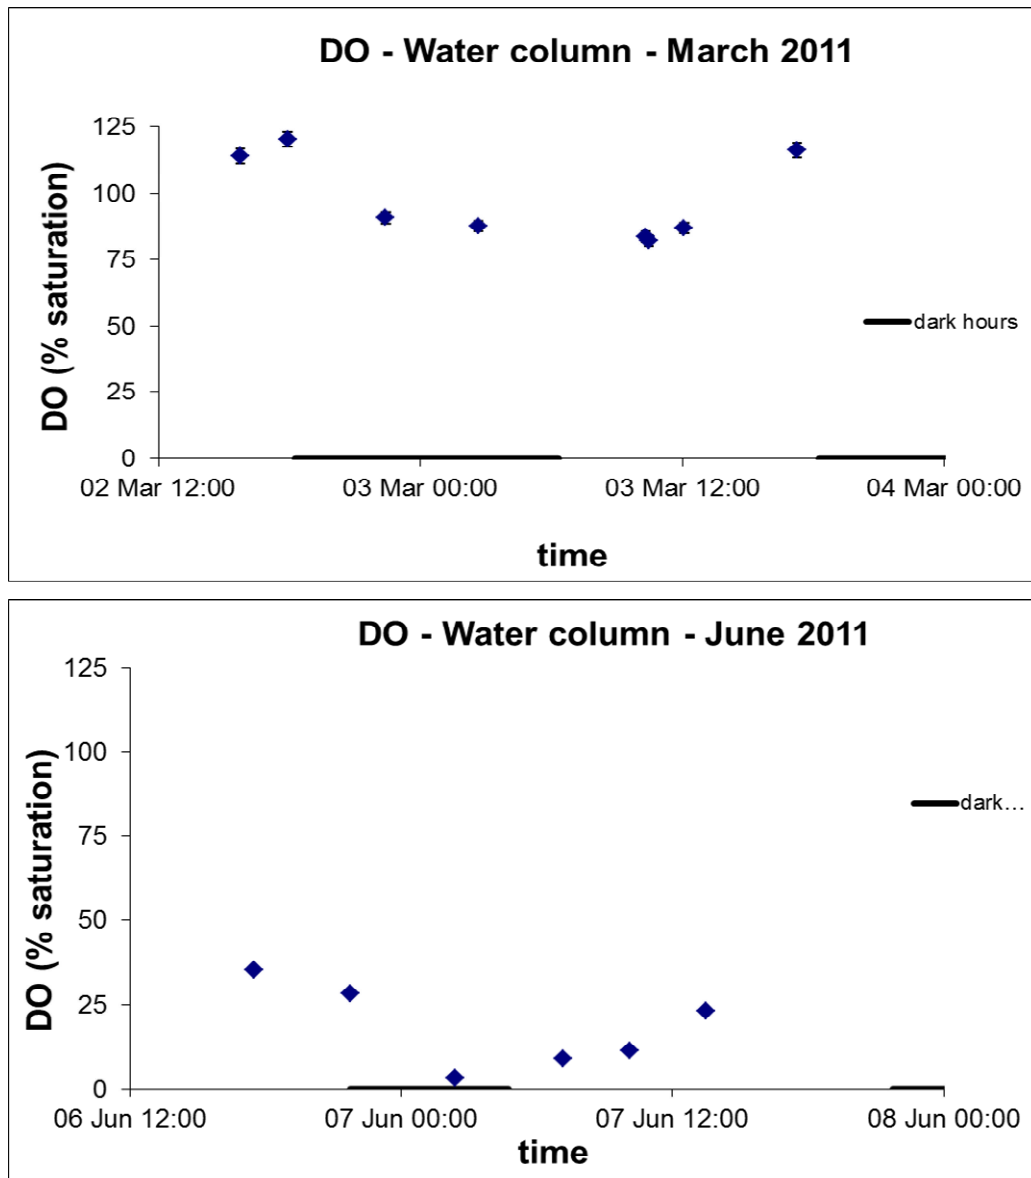 DO - Water column - March 2011
125
100
75
50
25
0
DO (% saturation)
dark hours
02 Mar 12:00 03 Mar 00:00 03 Mar 12:00 04 Mar 00:00
time
DO - Water column - June 2011
125
100
75
50
25
0
DO (% saturation)
dark…
06 Jun 12:00 07 Jun 00:00 07 Jun 12:00 08 Jun 00:00
time